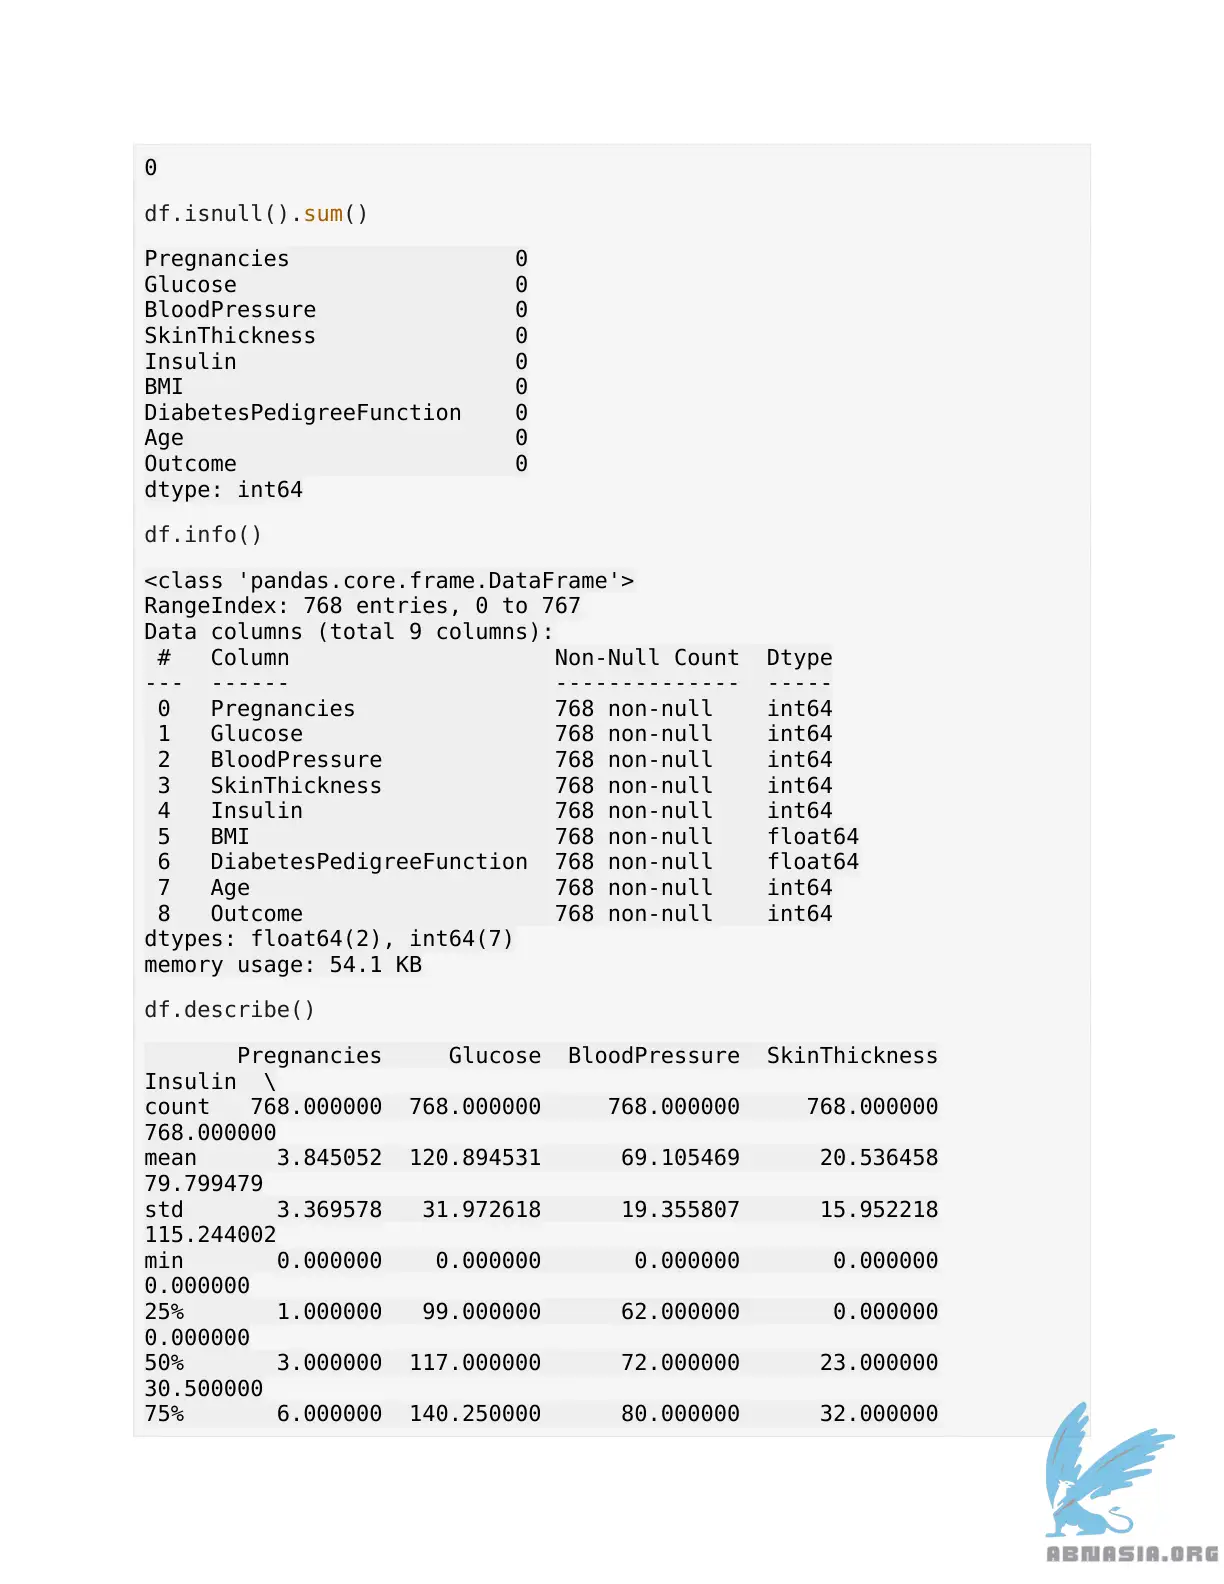 0
df.isnull().sum()
Pregnancies                 0
Glucose                     0
BloodPressure               0
SkinThickness               0
Insulin                     0
BMI                         0
DiabetesPedigreeFunction    0
Age                         0
Outcome                     0
dtype: int64
df.info()
<class 'pandas.core.frame.DataFrame'>
RangeIndex: 768 entries, 0 to 767
Data columns (total 9 columns):
 #   Column                    Non-Null Count  Dtype
---  ------                    --------------  -----
 0   Pregnancies               768 non-null    int64
 1   Glucose                   768 non-null    int64
 2   BloodPressure             768 non-null    int64
 3   SkinThickness             768 non-null    int64
 4   Insulin                   768 non-null    int64
 5   BMI                       768 non-null    float64
 6   DiabetesPedigreeFunction  768 non-null    float64
 7   Age                       768 non-null    int64
 8   Outcome                   768 non-null    int64
dtypes: float64(2), int64(7)
memory usage: 54.1 KB
df.describe()
       Pregnancies     Glucose  BloodPressure  SkinThickness
Insulin  \
count   768.000000  768.000000     768.000000     768.000000
768.000000
mean      3.845052  120.894531      69.105469      20.536458
79.799479
std       3.369578   31.972618      19.355807      15.952218
115.244002
min       0.000000    0.000000       0.000000       0.000000
0.000000
25%       1.000000   99.000000      62.000000       0.000000
0.000000
50%       3.000000  117.000000      72.000000      23.000000
30.500000
75%       6.000000  140.250000      80.000000      32.000000
ABNASIA.ORG